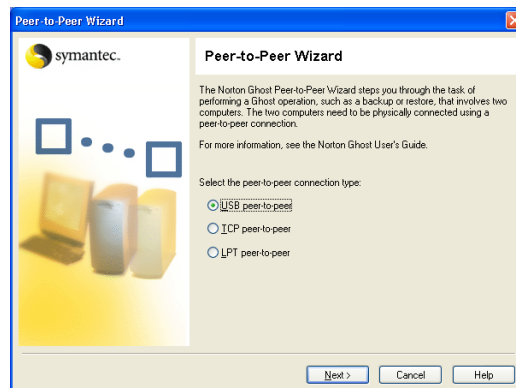 Peer-to-Peer Wizard
symantec.
Peer-to-Peer Wizard
The Norton Ghost Peer-to-Peer Wizard steps you through the task of
performing a Ghost operation, such as a backup or restore, that involves two
computers. The two computers need to be physically connected using a
peer-to-peer connection.
For more information, see the Norton Ghost User's Guide.
Select the peer-to-peer connection type:
USB peer-to-peer
TCP peer-to-peer
LPT peer-to-peer
Next >
Cancel
Help